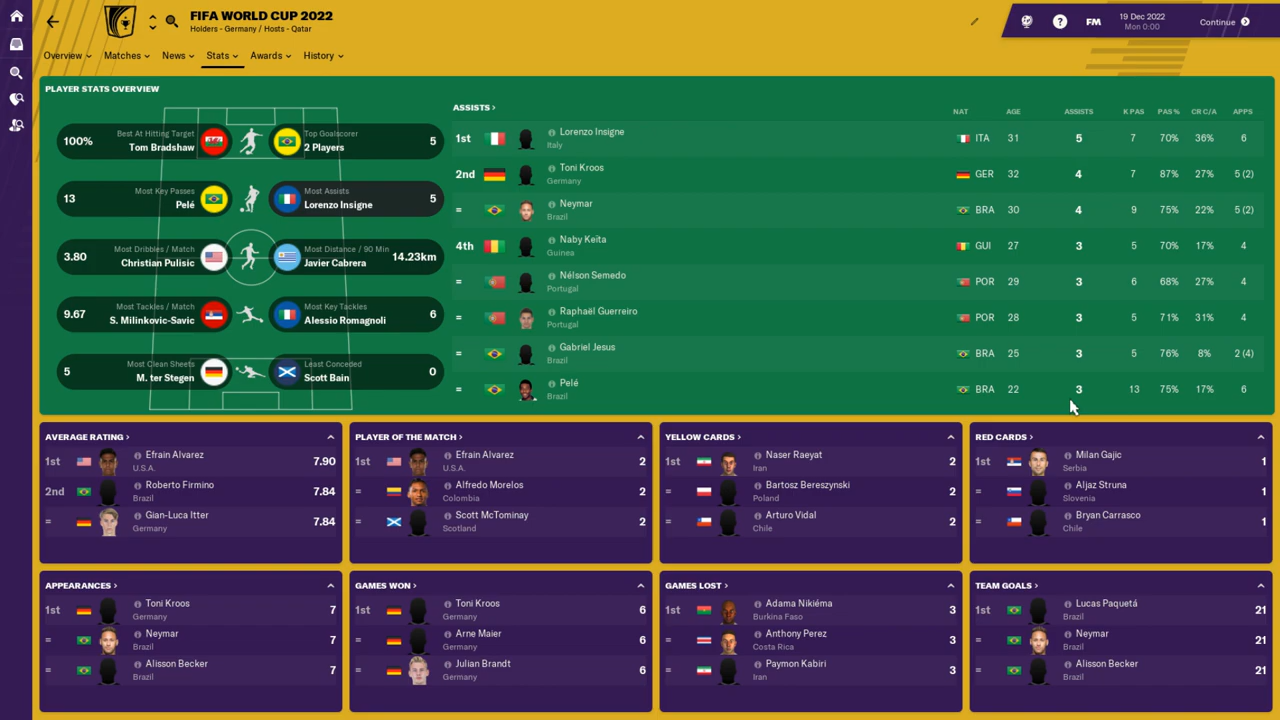 FIFA WORLD CUP 2022
Holders - Germany / Hosts - Qatar
FM
19 Dec 2022
Mon 0:00
Continue
Overview Matches News Stats Awards History
PLAYER STATS OVERVIEW
100% Best At Hitting Target Top Goalscorer 5
Tom Bradshaw 2 Players
13 Most Key Passes Most Assists 5
Pelé Lorenzo Insigne
3.80 Most Dribbles / Match Most Distance / 90 Min 14.23km
Christian Pulisic Javier Cabrera
9.67 Most Tackles / Match Most Key Tackles 6
S. Milinkovic-Savic Alessio Romagnoli
5 Most Clean Sheets Least Conceded 0
M. ter Stegen Scott Bain
ASSISTS > NAT AGE ASSISTS K PAS PAS % CR C/A APPS
1st Lorenzo Insigne ITA 31 5 7 70% 36% 6
Italy
2nd Toni Kroos GER 32 4 7 87% 27% 5 (2)
Germany
= Neymar BRA 30 4 9 75% 22% 5 (2)
Brazil
4th Naby Keïta GUI 27 3 5 70% 17% 4
Guinea
= Nélson Semedo POR 29 3 6 68% 27% 4
Portugal
= Raphaël Guerreiro POR 28 3 5 71% 31% 4
Portugal
= Gabriel Jesus BRA 25 3 5 76% 8% 2 (4)
Brazil
= Pelé BRA 22 3 13 75% 17% 6
Brazil
AVERAGE RATING >
1st Efrain Alvarez 7.90
U.S.A.
2nd Roberto Firmino 7.84
Brazil
= Gian-Luca Itter 7.84
Germany
PLAYER OF THE MATCH >
1st Efrain Alvarez 2
U.S.A.
= Alfredo Morelos 2
Colombia
= Scott McTominay 2
Scotland
YELLOW CARDS >
1st Naser Raeyat 2
Iran
= Bartosz Bereszynski 2
Poland
= Arturo Vidal 2
Chile
RED CARDS >
1st Milan Gajic 1
Serbia
= Aljaz Struna 1
Slovenia
= Bryan Carrasco 1
Chile
APPEARANCES >
1st Toni Kroos 7
Germany
= Neymar 7
Brazil
= Alisson Becker 7
Brazil
GAMES WON >
1st Toni Kroos 6
Germany
= Arne Maier 6
Germany
= Julian Brandt 6
Germany
GAMES LOST >
1st Adama Nikiéma 3
Burkina Faso
= Anthony Perez 3
Costa Rica
= Paymon Kabiri 3
Iran
TEAM GOALS >
1st Lucas Paquetá 21
Brazil
= Neymar 21
Brazil
= Alisson Becker 21
Brazil